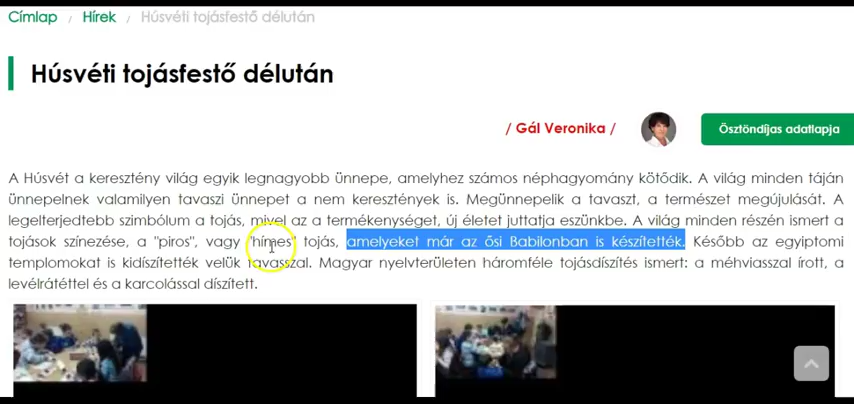 Címlap / Hírek / Húsvéti tojásfestő délután
Húsvéti tojásfestő délután
/ Gál Veronika /
Ösztöndíjas adatlapja
A Húsvét a keresztény világ egyik legnagyobb ünnepe, amelyhez számos néphagyomány kötődik. A világ minden táján
ünnepelnek valamilyen tavaszi ünnepet a nem keresztények is. Megünnepelik a tavaszt, a természet megújulását. A
legelterjedtebb szimbólum a tojás, mivel az a termékenységet, új életet juttatja eszünkbe. A világ minden részén ismert a
tojások színezése, a "piros", vagy "hímes" tojás, amelyeket már az ősi Babilonban is készítették. Később az egyiptomi
templomokat is kidíszítették velük tavasszal. Magyar nyelvterületen háromféle tojásdíszítés ismert: a méhviasszal írott, a
levélrátéttel és a karcolással díszített.